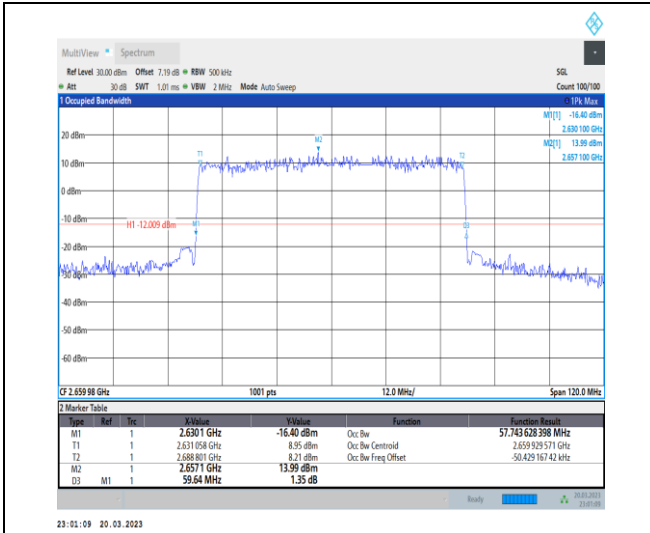 MultiView Spectrum
Ref Level 30.00 dBm Offset 7.19 dB RBW 500 kHz SGL
Att 30 dB SWT 1.01 ms VBW 2 MHz Mode Auto Sweep Count 100/100
1 Occupied Bandwidth 1Pk Max
M1[1] -16.40 dBm
2.630 100 GHz
M2[1] 13.99 dBm
2.657 100 GHz
20 dBm
M2
T1 T2
10 dBm
0 dBm
-10 dBm
H1 -12.009 dBm M1 D3
-20 dBm
-30 dBm
-40 dBm
-50 dBm
-60 dBm
CF 2.659 98 GHz 1001 pts 12.0 MHz/ Span 120.0 MHz
2 Marker Table
Type Ref Trc X-Value Y-Value Function Function Result
M1 1 2.6301 GHz -16.40 dBm Occ Bw 57.743 628 398 MHz
T1 1 2.631 058 GHz 8.95 dBm Occ Bw Centroid 2.659 929 571 GHz
T2 1 2.688 801 GHz 8.21 dBm Occ Bw Freq Offset -50.429 167 42 kHz
M2 1 2.6571 GHz 13.99 dBm
D3 M1 1 59.64 MHz 1.35 dB
Ready 20.03.2023
23:01:09
23:01:09 20.03.2023